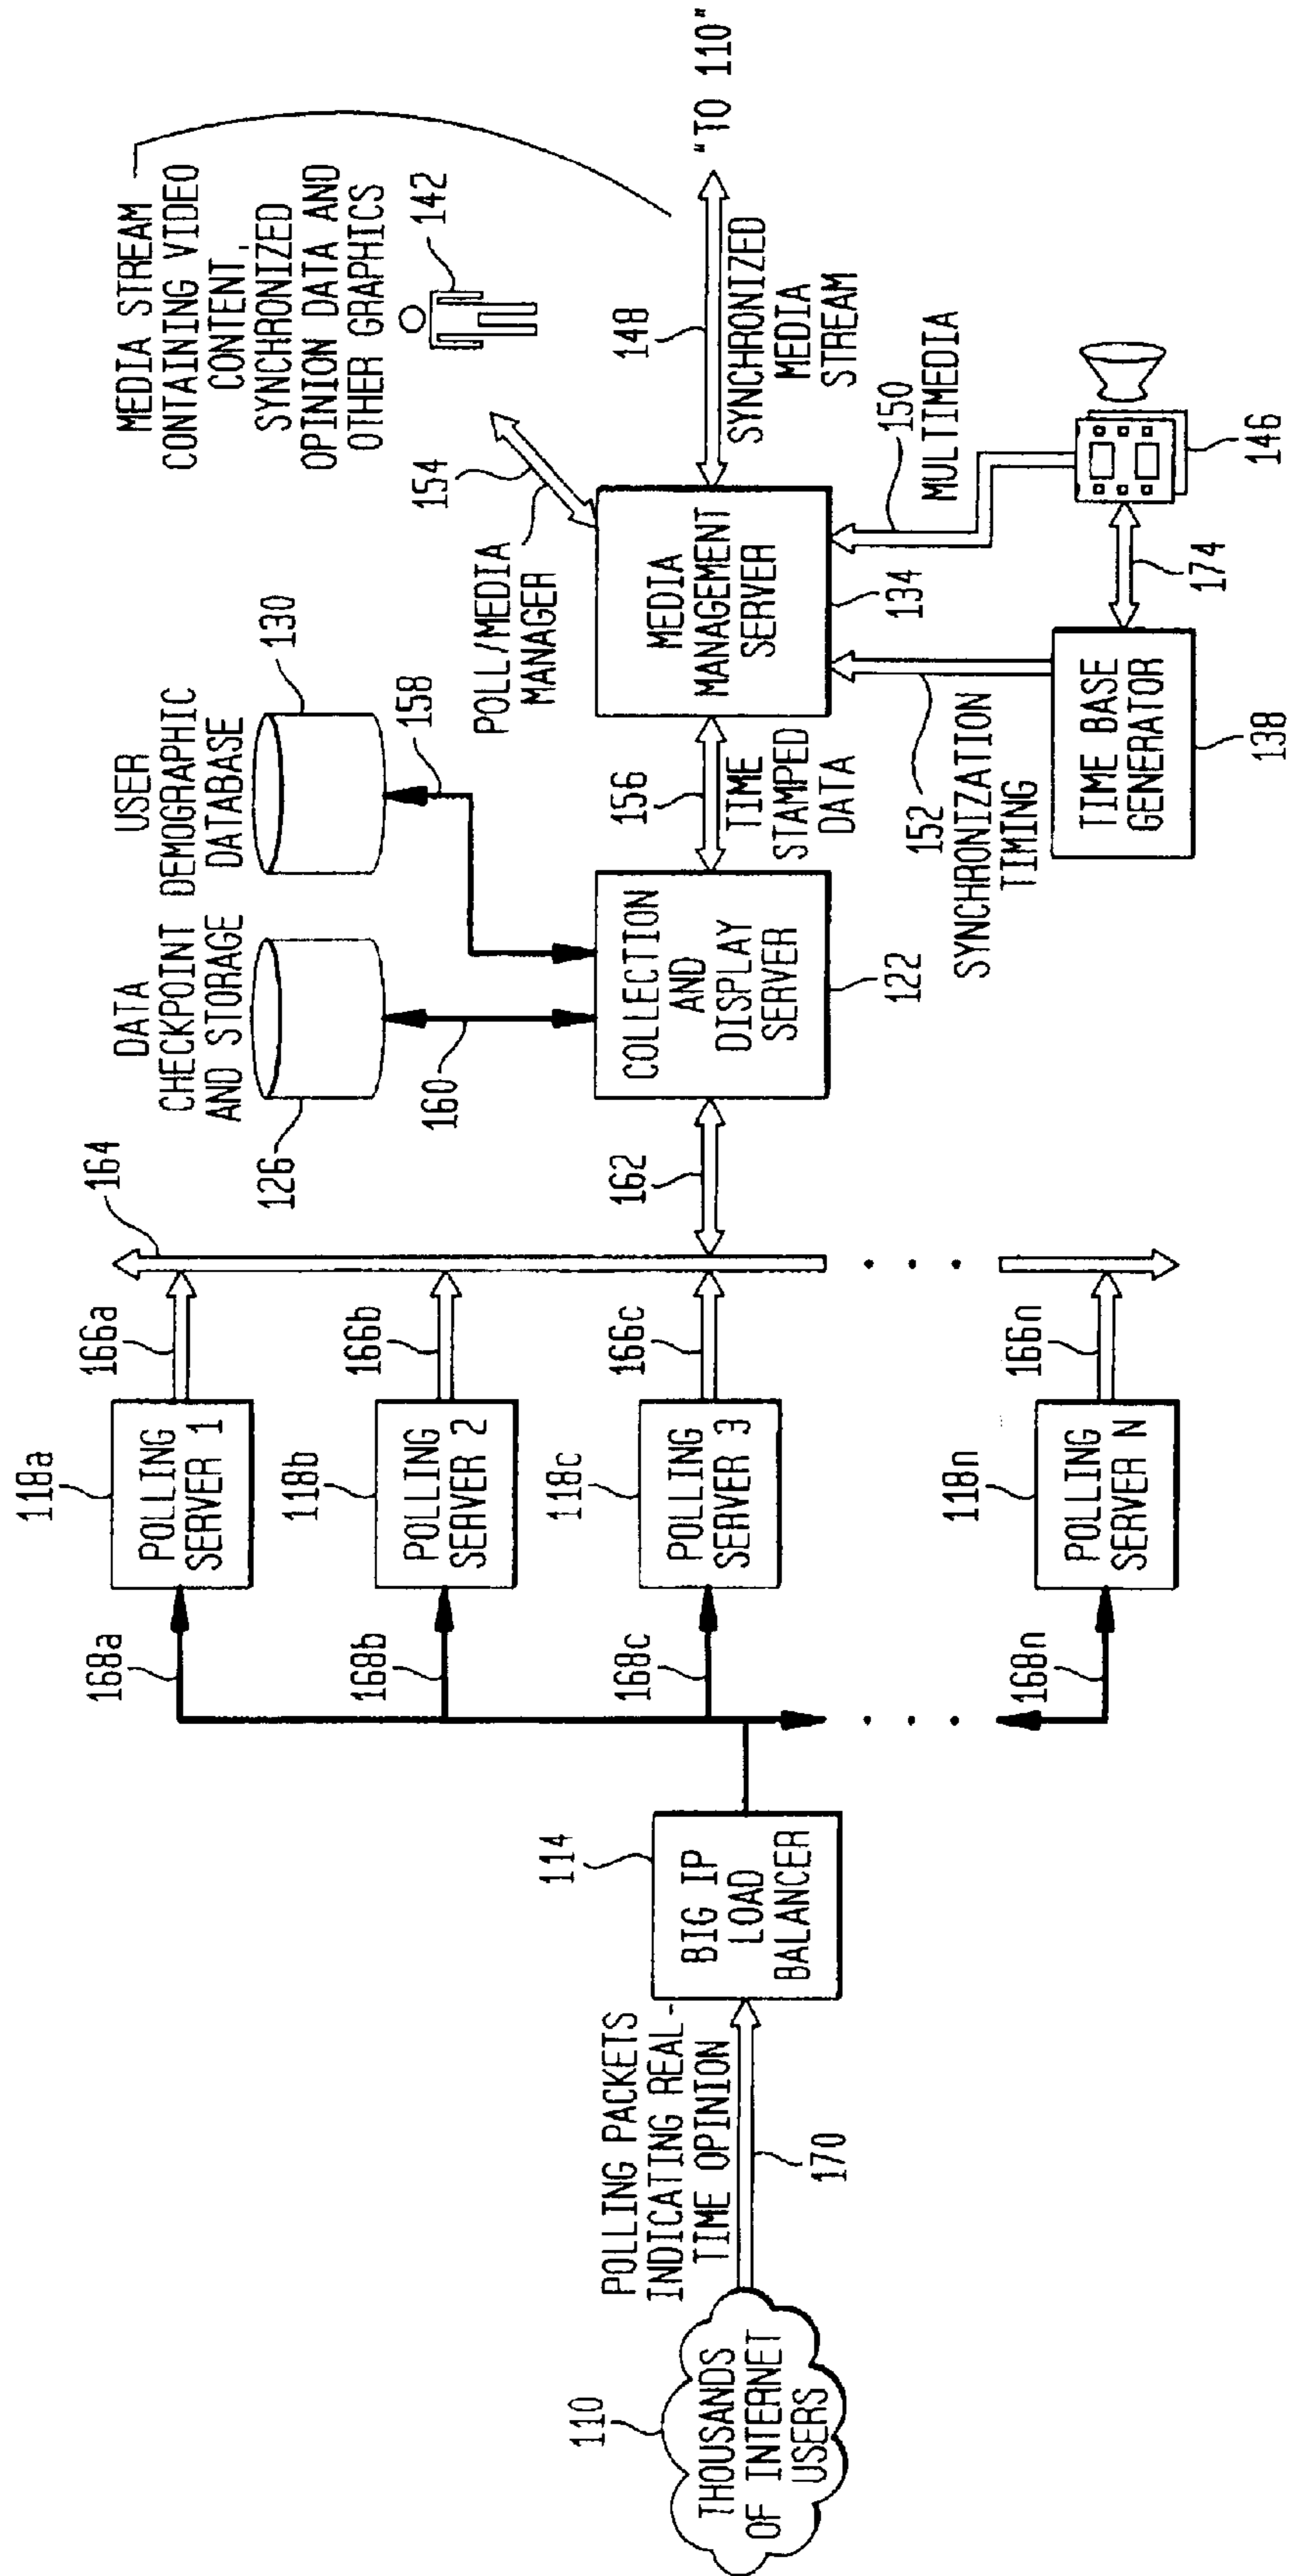 THOUSANDS
OF INTERNET
USERS
110
POLLING PACKETS
INDICATING REAL-
TIME OPINION
170
114
BIG IP
LOAD
BALANCER
168a
168b
168c
168n
118a
POLLING
SERVER 1
118b
POLLING
SERVER 2
118c
POLLING
SERVER 3
118n
POLLING
SERVER N
166a
166b
166c
166n
164
162
DATA
CHECKPOINT
AND STORAGE
126
160
USER
DEMOGRAPHIC
DATABASE
130
158
COLLECTION
AND
DISPLAY
SERVER
122
156
TIME
STAMPED
DATA
POLL/MEDIA
MANAGER
154
MEDIA
MANAGEMENT
SERVER
134
152
SYNCHRONIZATION
TIMING
TIME BASE
GENERATOR
138
174
146
150
MULTIMEDIA
148
SYNCHRONIZED
MEDIA
STREAM
"TO 110"
142
MEDIA STREAM
CONTAINING VIDEO
CONTENT,
SYNCHRONIZED
OPINION DATA AND
OTHER GRAPHICS